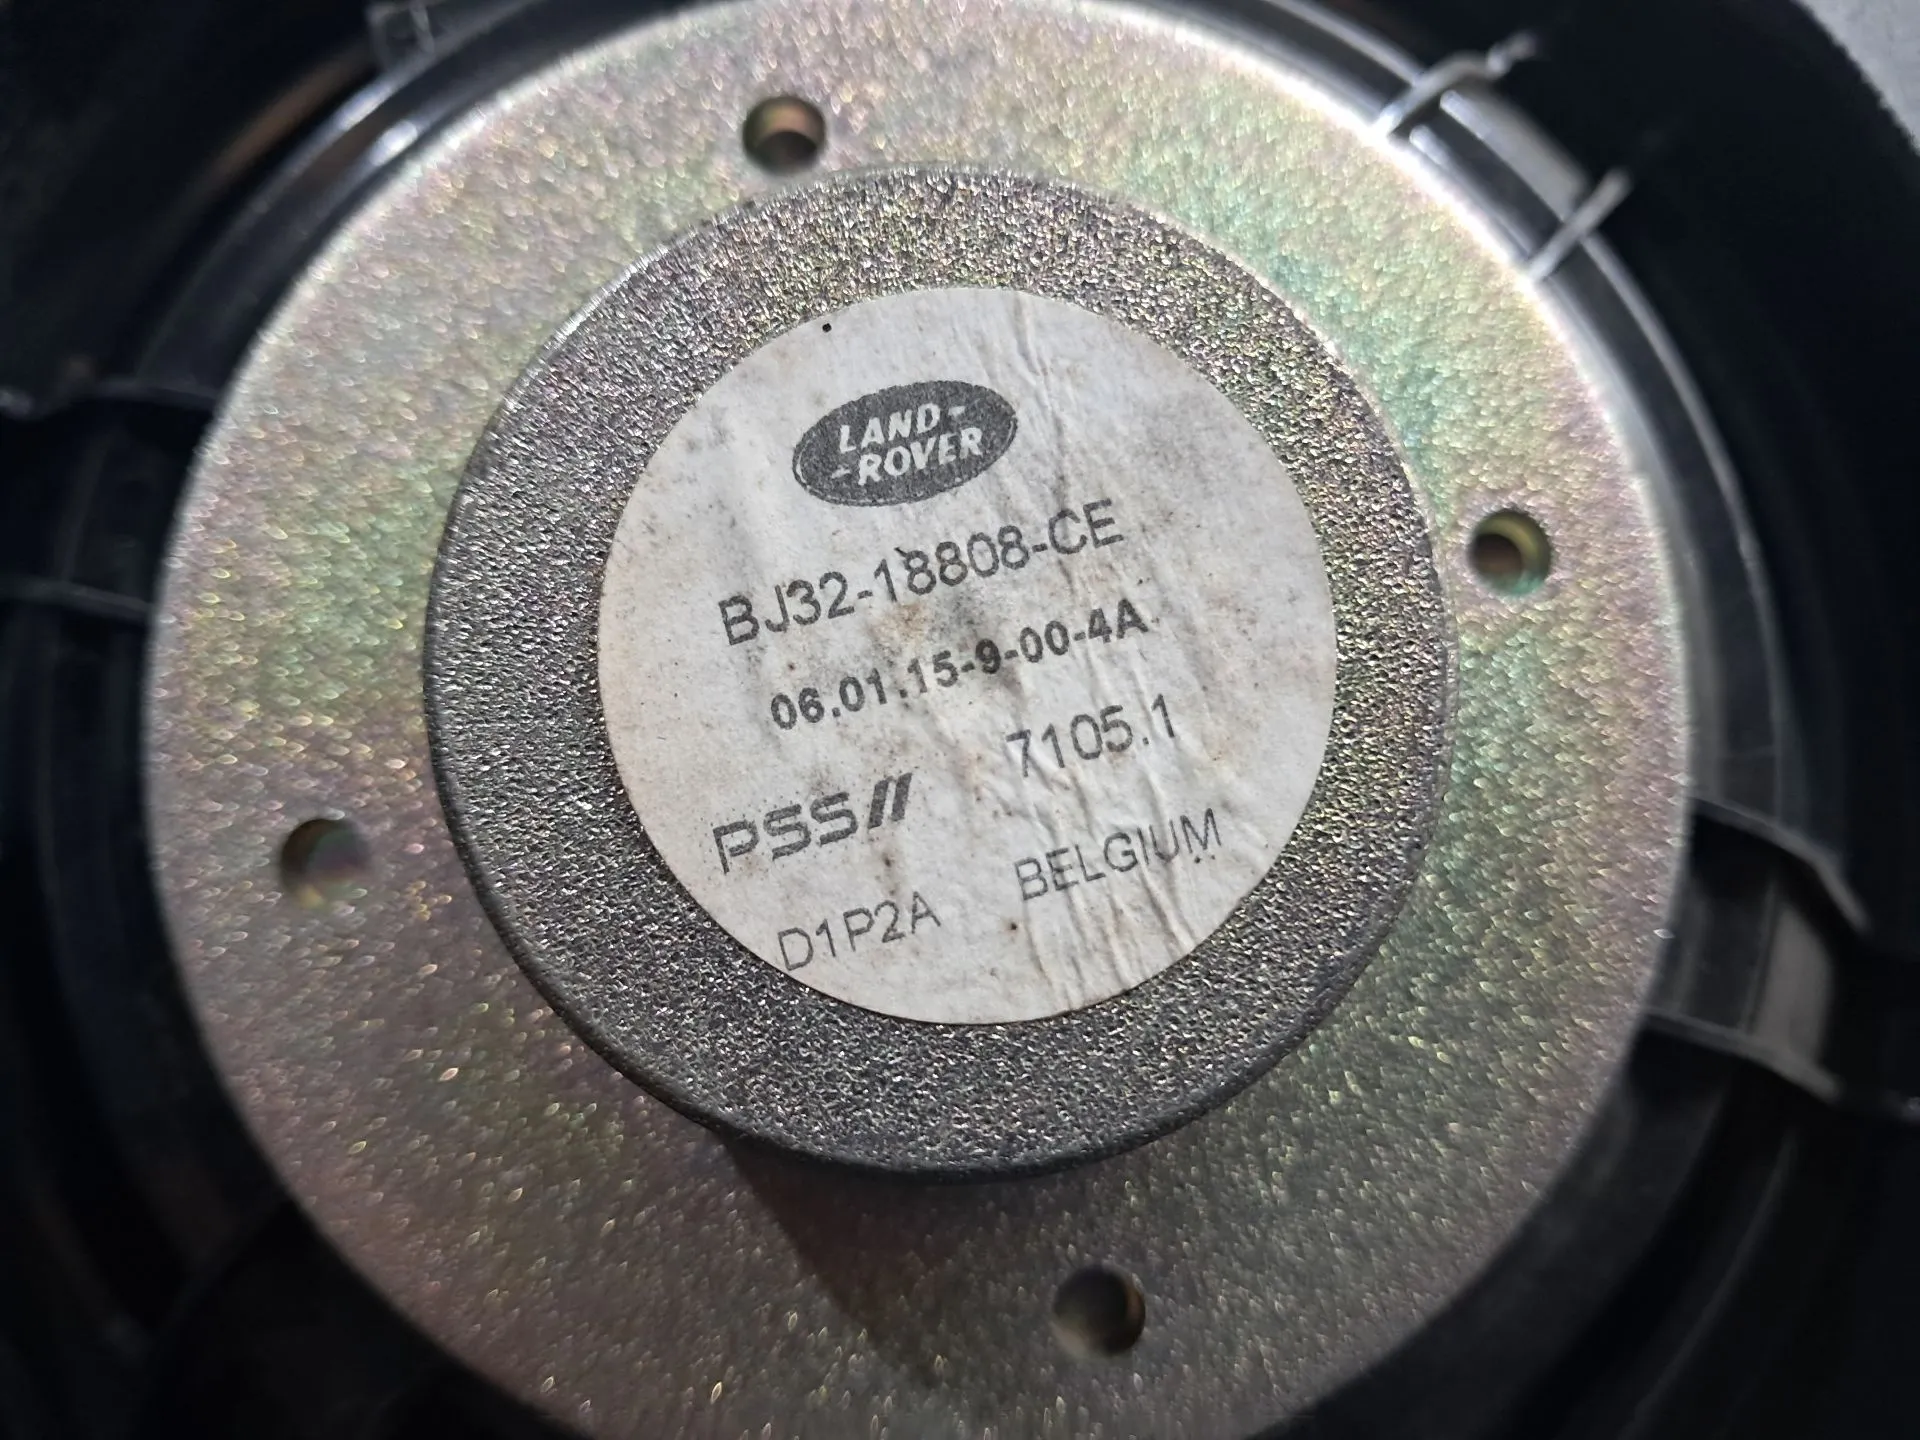 LAND-
-ROVER
BJ32-18808-CE
06.01.15-9-00-4A
7105.1
PSS//
BELGIUM
D1P2A